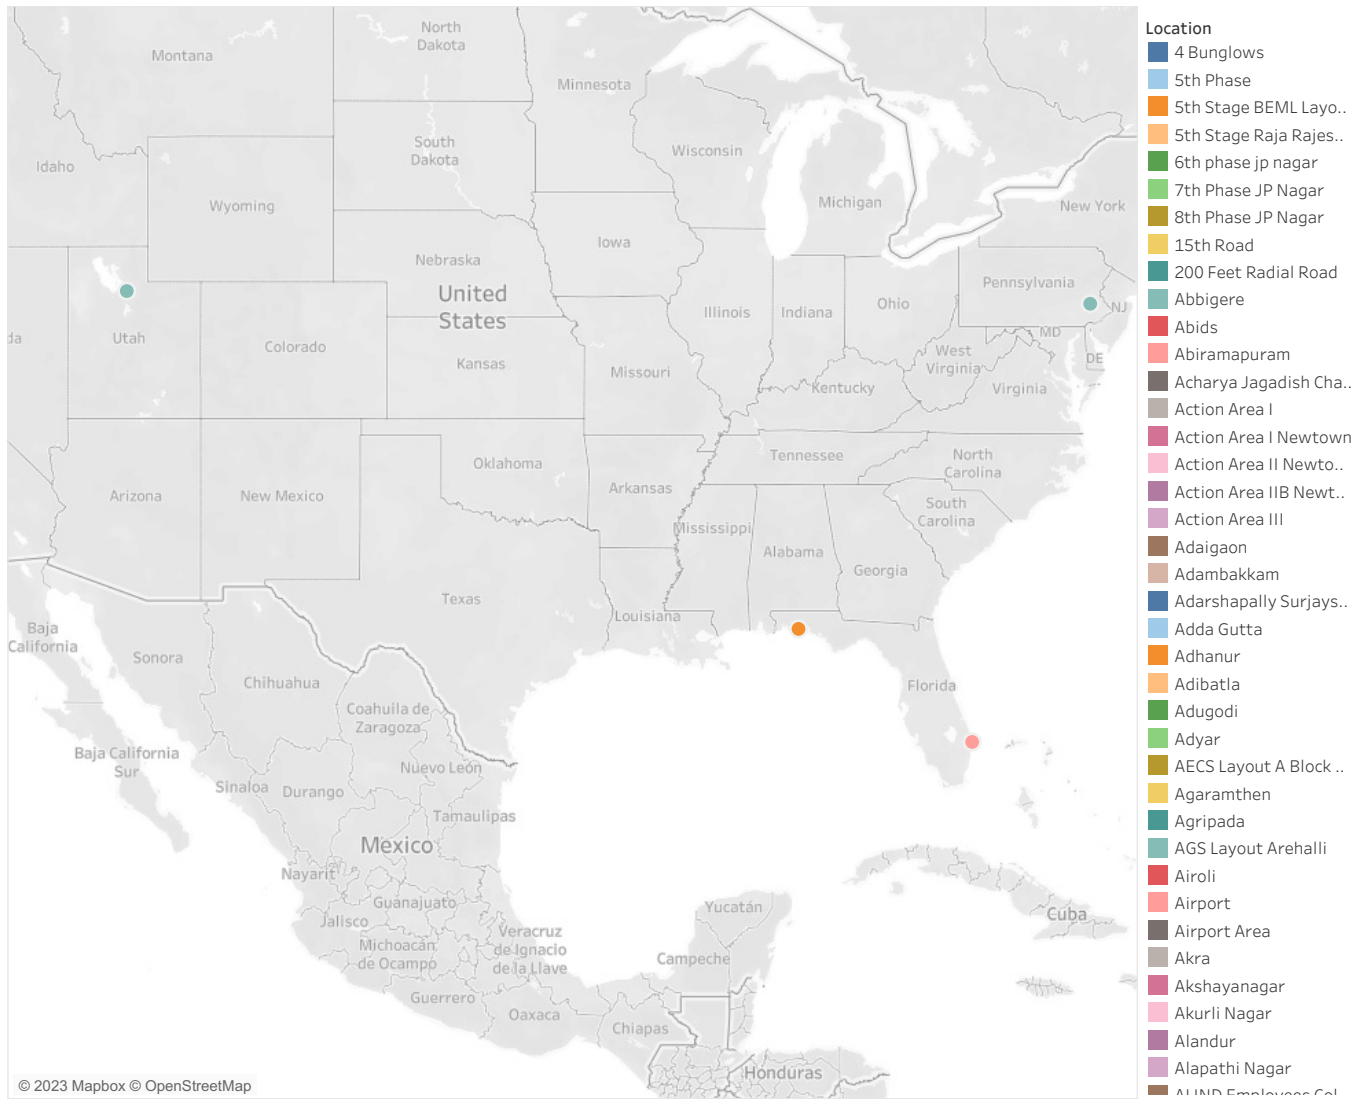 North
Dakota
Montana
Minnesota
South
Dakota
Wisconsin
Idaho
Wyoming
Michigan
New York
Iowa
Nebraska
Pennsylvania
United
States
Illinois
Indiana
Ohio
NJ
da
Utah
Colorado
Kansas
Missouri
West
Virginia
MD
DE
Kentucky
Virginia
Tennessee
North
Carolina
Oklahoma
Arkansas
Arizona
New Mexico
South
Carolina
Mississippi
Alabama
Georgia
Texas
Louisiana
Baja
California
Sonora
Chihuahua
Florida
Coahuila de
Zaragoza
Baja California
Sur
Nuevo León
Sinaloa
Durango
Tamaulipas
Mexico
Nayarit
Guanajuato
Jalisco
Yucatán
Cuba
Michoacán
de Ocampo
Veracruz
de Ignacio
de la Llave
Campeche
Guerrero
Oaxaca
Chiapas
Honduras
© 2023 Mapbox © OpenStreetMap
Location
4 Bunglows
5th Phase
5th Stage BEML Layo..
5th Stage Raja Rajes..
6th phase jp nagar
7th Phase JP Nagar
8th Phase JP Nagar
15th Road
200 Feet Radial Road
Abbigere
Abids
Abiramapuram
Acharya Jagadish Cha..
Action Area I
Action Area I Newtown
Action Area II Newto..
Action Area IIB Newt..
Action Area III
Adaigaon
Adambakkam
Adarshapally Surjays..
Adda Gutta
Adhanur
Adibatla
Adugodi
Adyar
AECS Layout A Block ..
Agaramthen
Agripada
AGS Layout Arehalli
Airoli
Airport
Airport Area
Akra
Akshayanagar
Akurli Nagar
Alandur
Alapathi Nagar